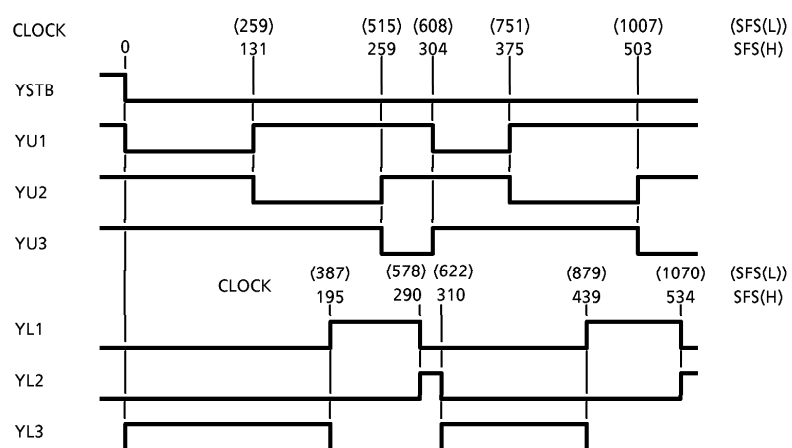 CLOCK (259) (515) (608) (751) (1007) (SFS(L))
0 131 259 304 375 503 SFS(H)
YSTB
YU1
YU2
YU3
CLOCK (387) (578) (622) (879) (1070) (SFS(L))
195 290 310 439 534 SFS(H)
YL1
YL2
YL3